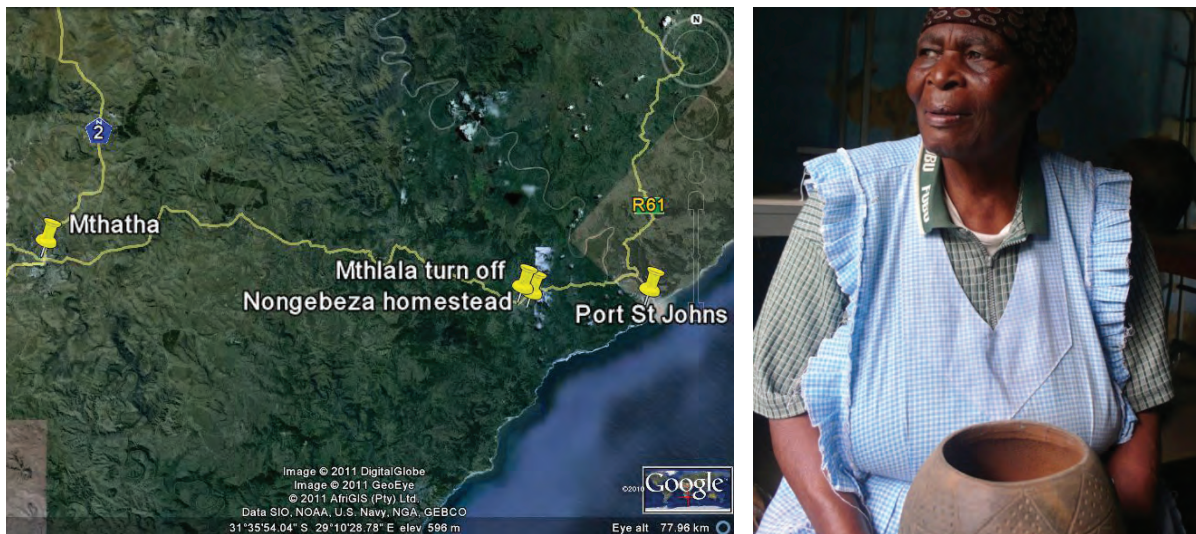 N
2
Mthatha
R61
Mthlala turn off
Nongebeza homestead
Port St Johns
Image © 2011 DigitalGlobe
Image © 2011 GeoEye
© 2011 AfriGIS (Pty) Ltd.
Data SIO, NOAA, U.S. Navy, NGA, GEBCO
©2010 Google
31°35'54.04" S 29°10'28.78" E elev 596 m
Eye alt 77.96 km